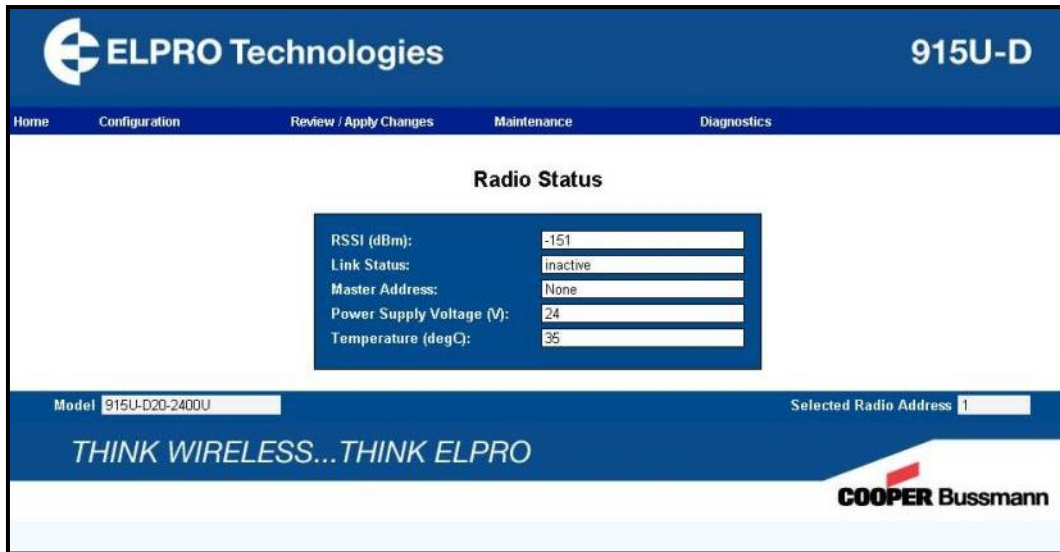 ELPRO Technologies 915U-D
Home Configuration Review / Apply Changes Maintenance Diagnostics
Radio Status
RSSI (dBm): -151
Link Status: inactive
Master Address: None
Power Supply Voltage (V): 24
Temperature (degC): 35
Model 915U-D20-2400U Selected Radio Address 1
THINK WIRELESS...THINK ELPRO
COOPER Bussmann